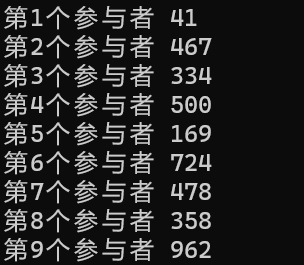 第1个参与者 41
第2个参与者 467
第3个参与者 334
第4个参与者 500
第5个参与者 169
第6个参与者 724
第7个参与者 478
第8个参与者 358
第9个参与者 962